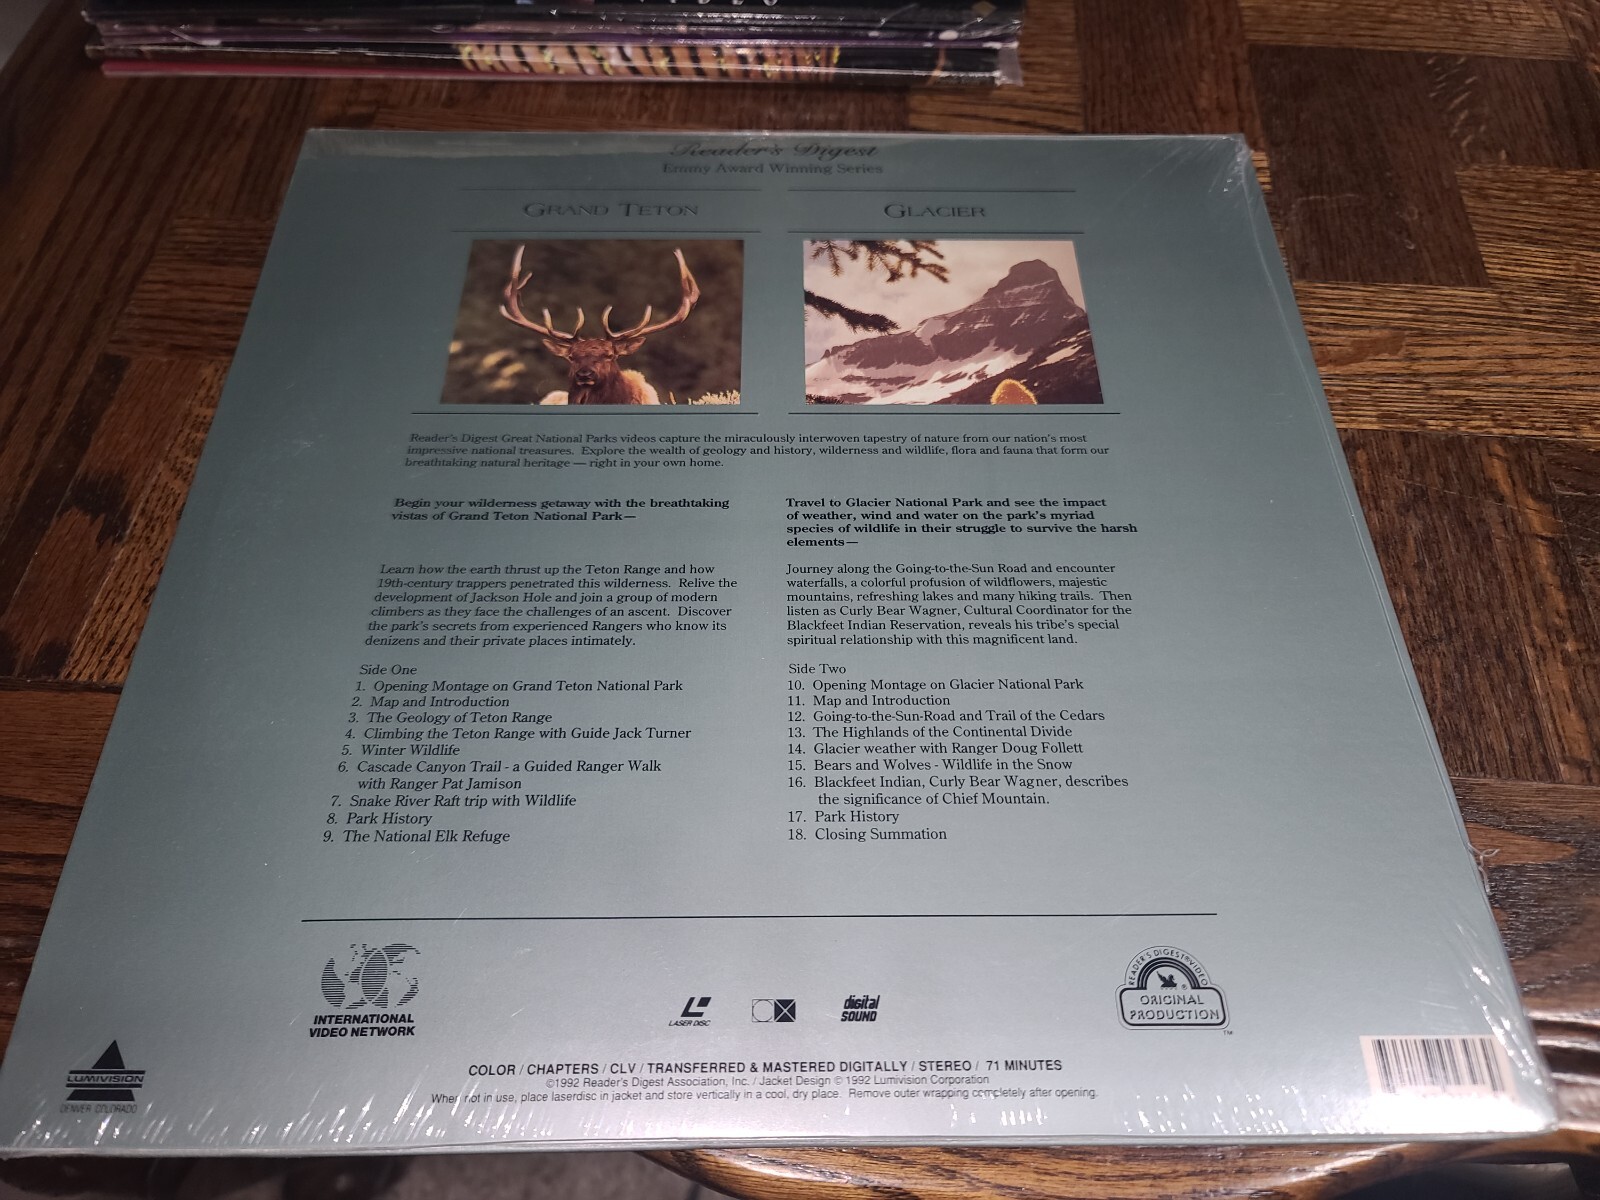 Reader's Digest
Emmy Award Winning Series
GRAND TETON
GLACIER
Reader's Digest Great National Parks videos capture the miraculously interwoven tapestry of nature from our nation's most
impressive national treasures. Explore the wealth of geology and history, wilderness and wildlife, flora and fauna that form our
breathtaking natural heritage — right in your own home.
Begin your wilderness getaway with the breathtaking
vistas of Grand Teton National Park—
Learn how the earth thrust up the Teton Range and how
19th-century trappers penetrated this wilderness. Relive the
development of Jackson Hole and join a group of modern
climbers as they face the challenges of an ascent. Discover
the park's secrets from experienced Rangers who know its
denizens and their private places intimately.
Side One
1. Opening Montage on Grand Teton National Park
2. Map and Introduction
3. The Geology of Teton Range
4. Climbing the Teton Range with Guide Jack Turner
5. Winter Wildlife
6. Cascade Canyon Trail - a Guided Ranger Walk
with Ranger Pat Jamison
7. Snake River Raft trip with Wildlife
8. Park History
9. The National Elk Refuge
Travel to Glacier National Park and see the impact
of weather, wind and water on the park's myriad
species of wildlife in their struggle to survive the harsh
elements—
Journey along the Going-to-the-Sun Road and encounter
waterfalls, a colorful profusion of wildflowers, majestic
mountains, refreshing lakes and many hiking trails. Then
listen as Curly Bear Wagner, Cultural Coordinator for the
Blackfeet Indian Reservation, reveals his tribe's special
spiritual relationship with this magnificent land.
Side Two
10. Opening Montage on Glacier National Park
11. Map and Introduction
12. Going-to-the-Sun-Road and Trail of the Cedars
13. The Highlands of the Continental Divide
14. Glacier weather with Ranger Doug Follett
15. Bears and Wolves - Wildlife in the Snow
16. Blackfeet Indian, Curly Bear Wagner, describes
the significance of Chief Mountain.
17. Park History
18. Closing Summation
INTERNATIONAL
VIDEO NETWORK
LASER DISC
digital
SOUND
READER'S DIGEST VIDEO
®
ORIGINAL
PRODUCTION
TM
LUMIVISION
DENVER COLORADO
COLOR / CHAPTERS / CLV / TRANSFERRED & MASTERED DIGITALLY / STEREO / 71 MINUTES
©1992 Reader's Digest Association, Inc. / Jacket Design © 1992 Lumivision Corporation
When not in use, place laserdisc in jacket and store vertically in a cool, dry place. Remove outer wrapping completely after opening.